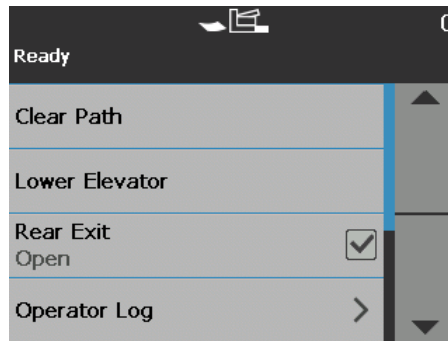 Ready
Clear Path
Lower Elevator
Rear Exit
Open
Operator Log